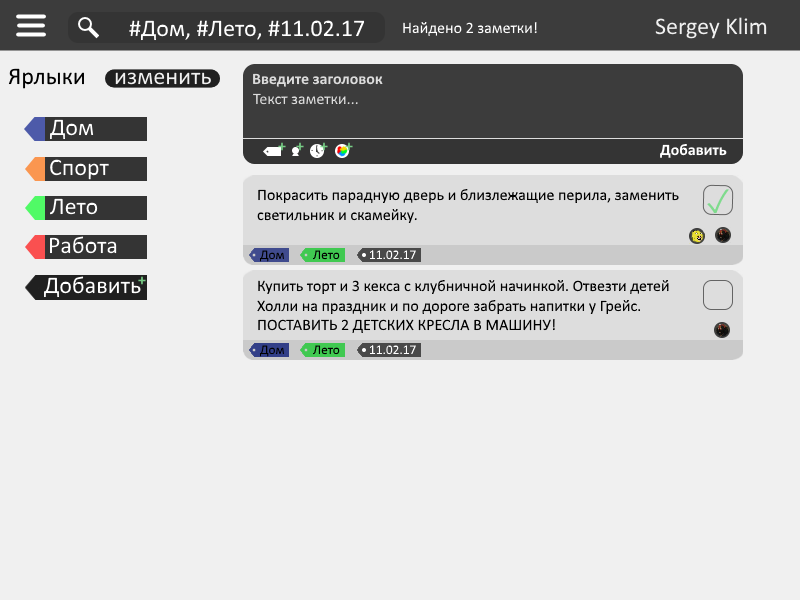 #Дом, #Лето, #11.02.17
Найдено 2 заметки!
Sergey Klim
Ярлыки
изменить
Дом
Спорт
Лето
Работа
Добавить
Введите заголовок
Текст заметки...
Добавить
Покрасить парадную дверь и близлежащие перила, заменить
светильник и скамейку.
Дом
Лето
11.02.17
Купить торт и 3 кекса с клубничной начинкой. Отвезти детей
Холли на праздник и по дороге забрать напитки у Грейс.
ПОСТАВИТЬ 2 ДЕТСКИХ КРЕСЛА В МАШИНУ!
Дом
Лето
11.02.17